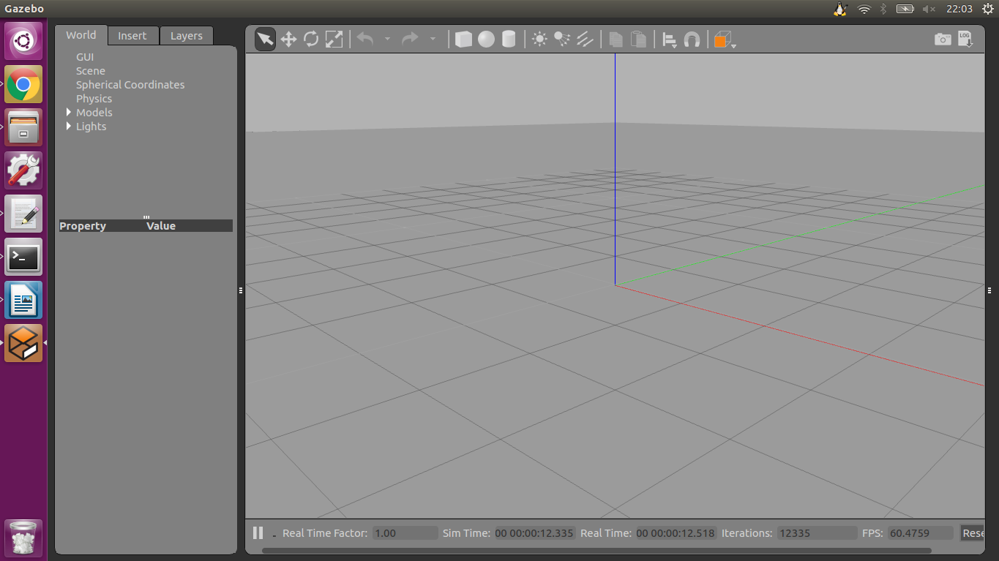 Gazebo
22:03
World Insert Layers
LOG
GUI
Scene
Spherical Coordinates
Physics
Models
Lights
Property Value
>_
Real Time Factor: 1.00 Sim Time: 00 00:00:12.335 Real Time: 00 00:00:12.518 Iterations: 12335 FPS: 60.4759 Rese